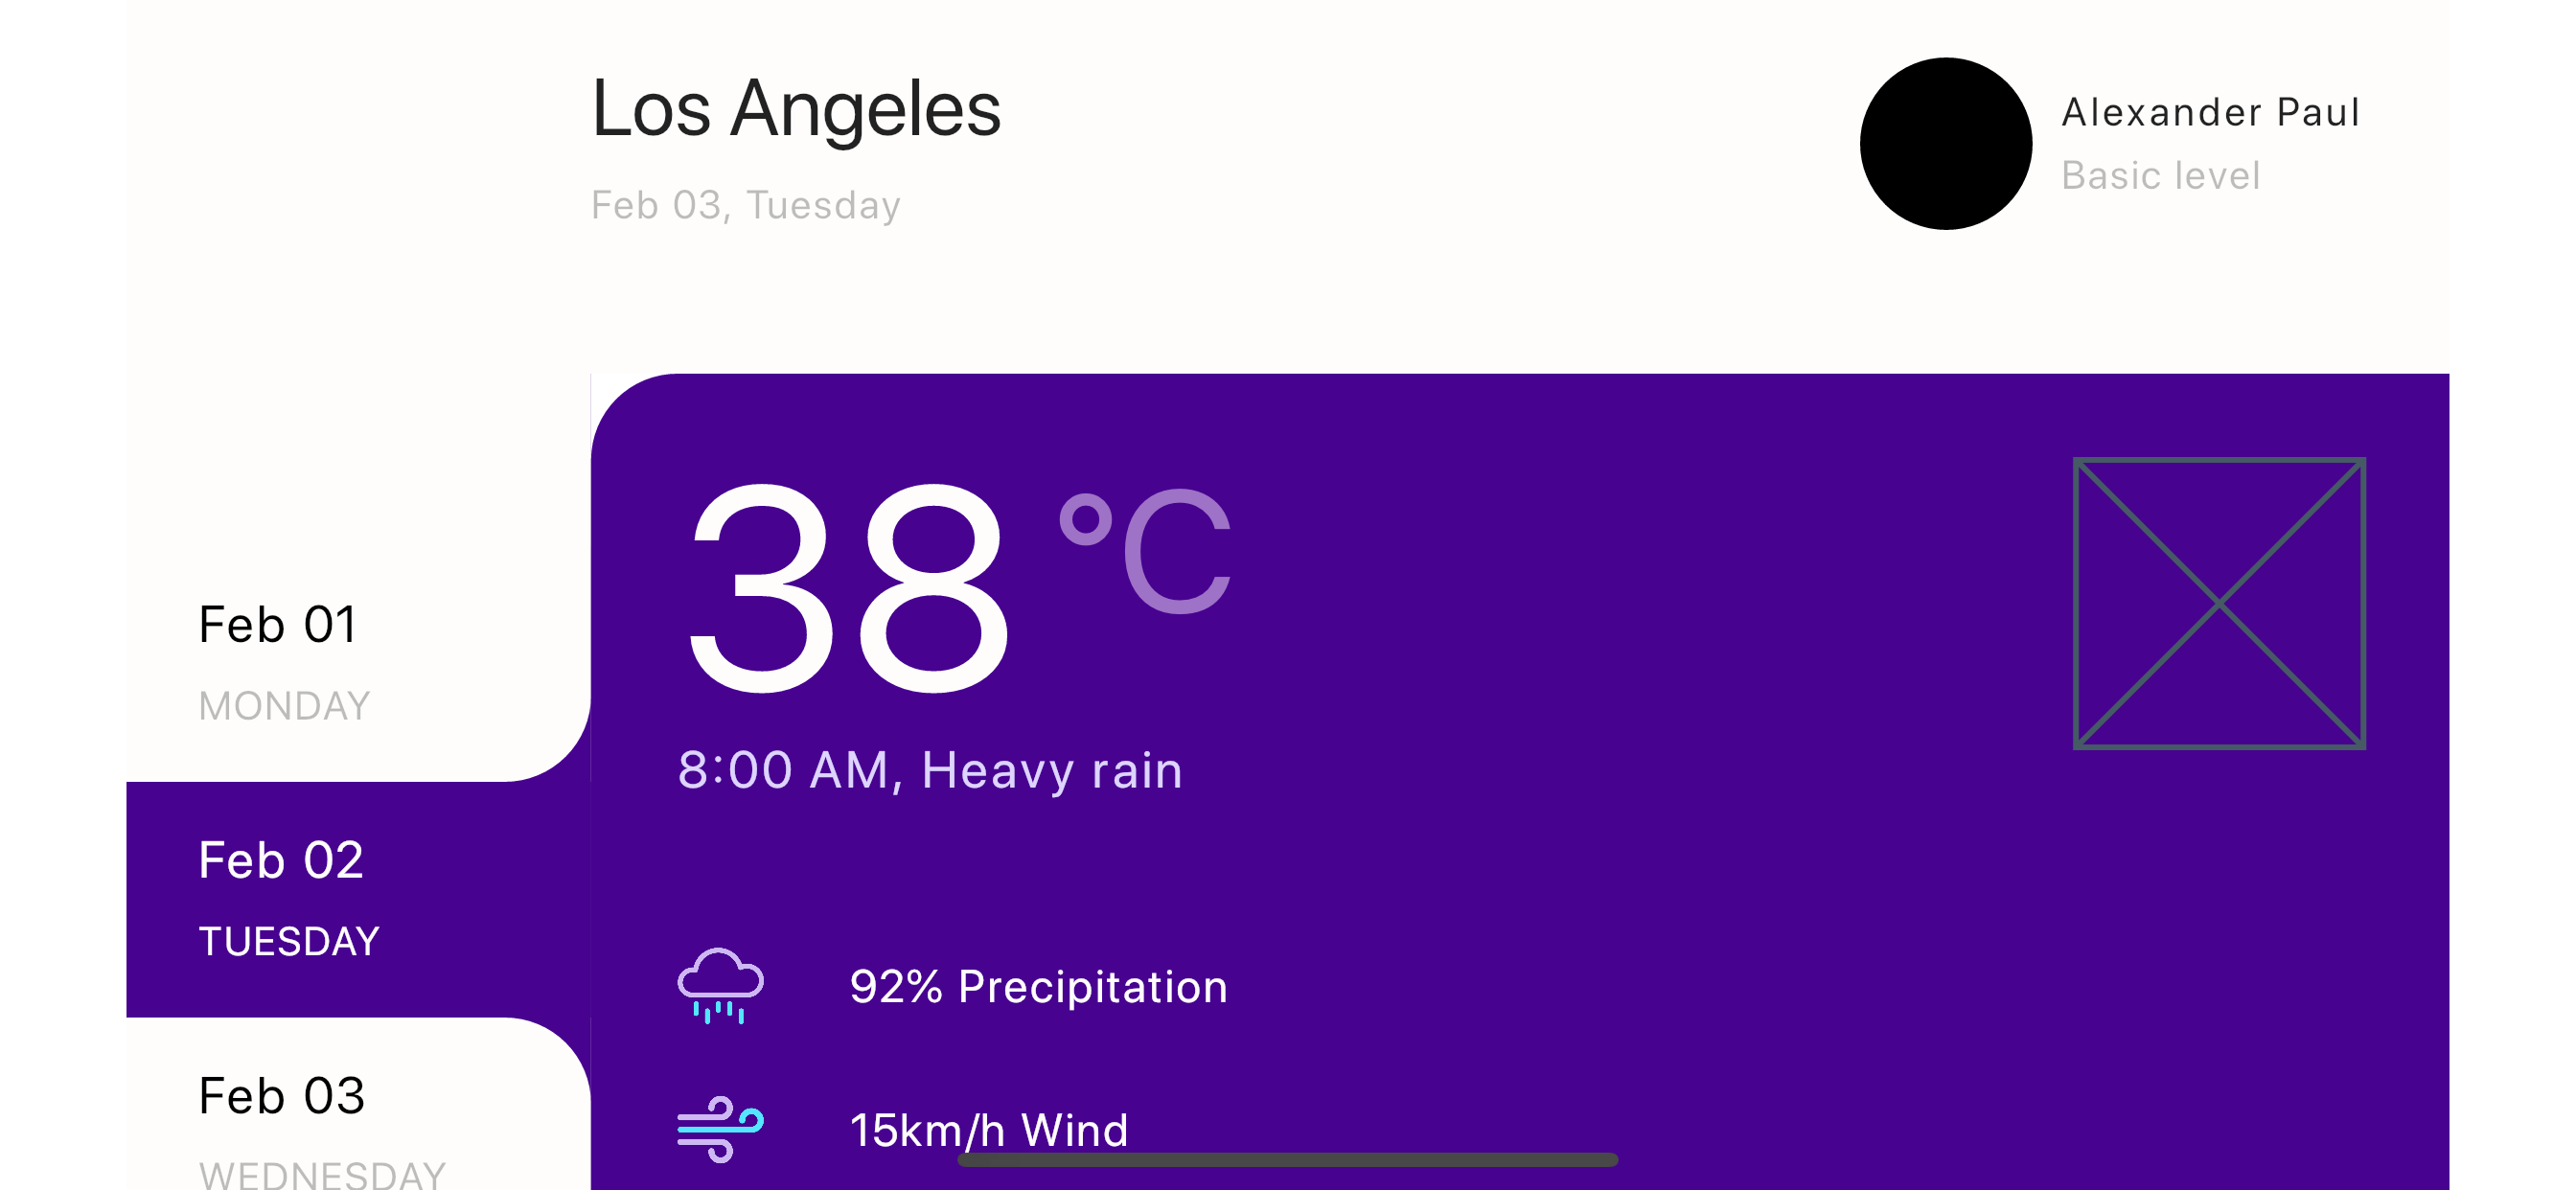 Los Angeles
Feb 03, Tuesday
Alexander Paul
Basic level
Feb 01
MONDAY
Feb 02
TUESDAY
Feb 03
WEDNESDAY
38 °C
8:00 AM, Heavy rain
92% Precipitation
15km/h Wind